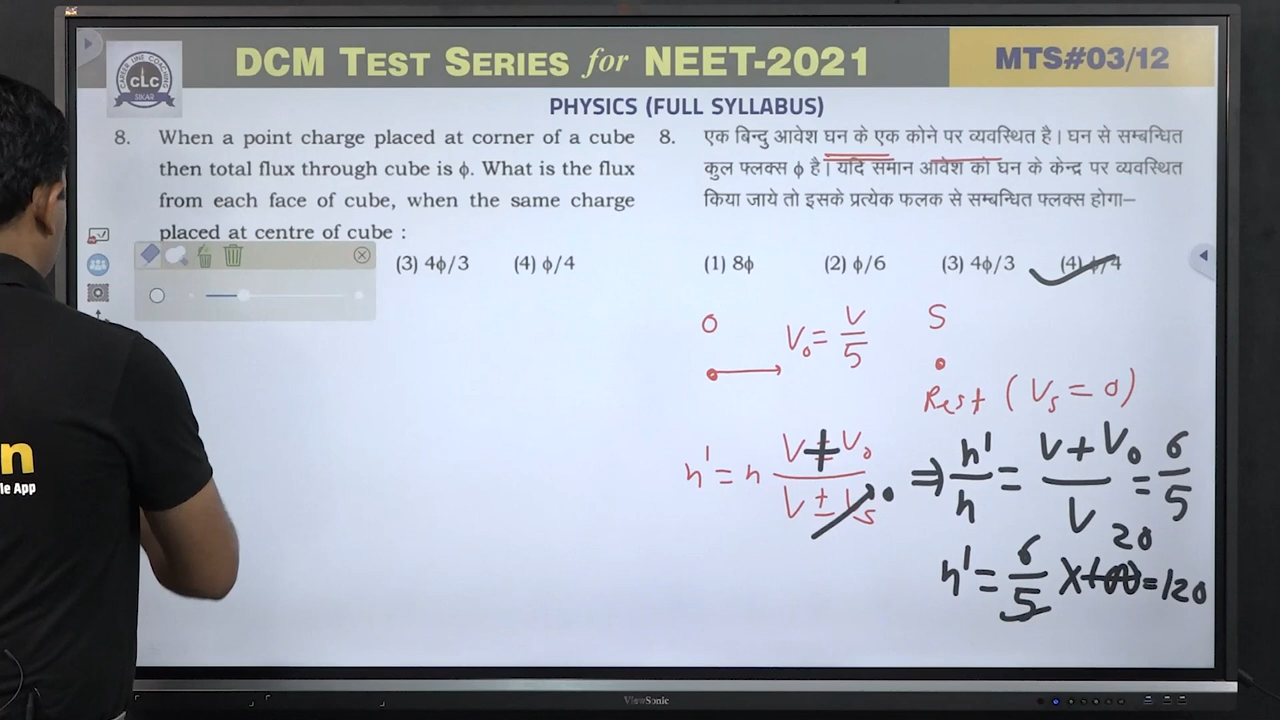 DCM TEST SERIES for NEET-2021
MTS#03/12
CAREER LINE COACHING
CLC
SIKAR
PHYSICS (FULL SYLLABUS)
8. When a point charge placed at corner of a cube
then total flux through cube is ϕ. What is the flux
from each face of cube, when the same charge
placed at centre of cube :
(3) 4ϕ/3 (4) ϕ/4
8. एक बिन्दु आवेश घन के एक कोने पर व्यवस्थित है। घन से सम्बन्धित
कुल फ्लक्स ϕ है। यदि समान आवेश को घन के केन्द्र पर व्यवस्थित
किया जाये तो इसके प्रत्येक फलक से सम्बन्धित फ्लक्स होगा–
(1) 8ϕ (2) ϕ/6 (3) 4ϕ/3 (4) ϕ/4
O V₀ = V/5 S
Rest (Vs = 0)
n' = n (V ± V₀)/(V ± Vs) ⇒ n'/n = (V + V₀)/V = 6/5
n' = 6/5 × 100 = 120
20
n
le App
ViewSonic